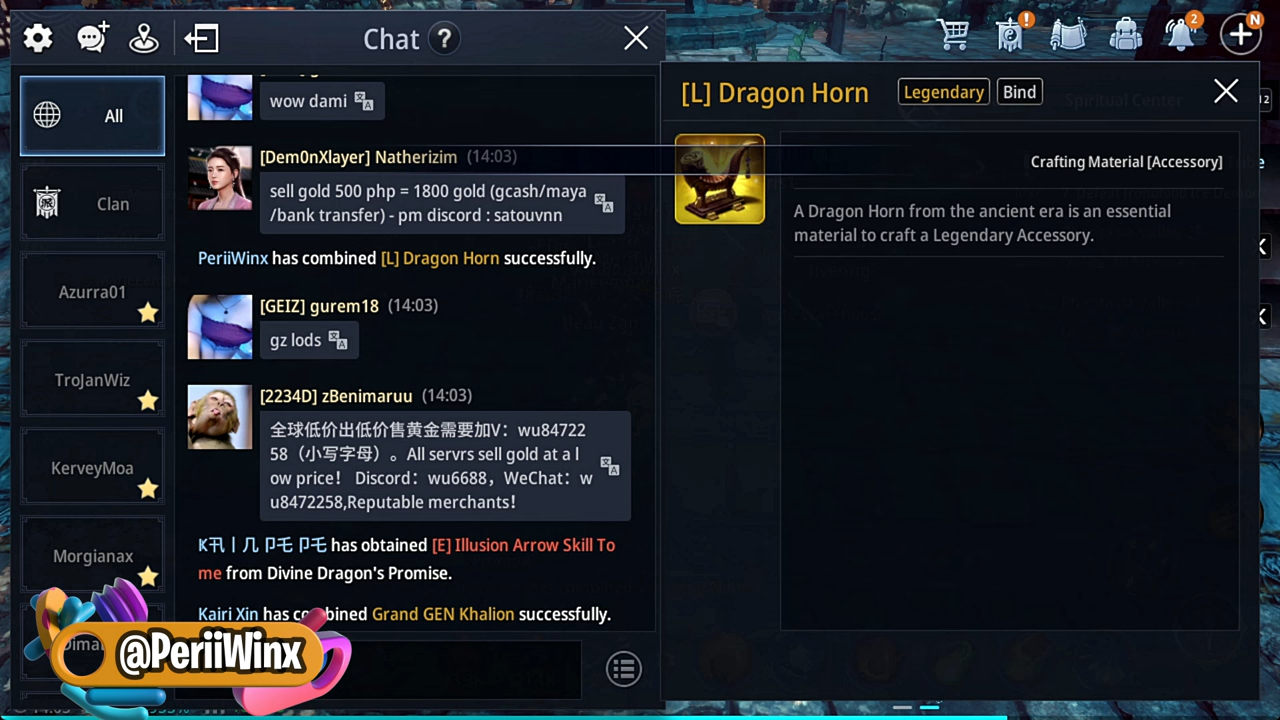 Chat ?
All
Clan
Azurra01
TroJanWiz
KerveyMoa
Morgianax
Dima
wow dami
[Dem0nXlayer] Natherizim (14:03)
sell gold 500 php = 1800 gold (gcash/maya
/bank transfer) - pm discord : satouvnn
PeriiWinx has combined [L] Dragon Horn successfully.
[GEIZ] gurem18 (14:03)
gz lods
[2234D] zBenimaruu (14:03)
全球低价出低价售黄金需要加V：wu84722
58（小写字母）。All servrs sell gold at a l
ow price！ Discord：wu6688，WeChat：w
u8472258,Reputable merchants！
has obtained [E] Illusion Arrow Skill To
me from Divine Dragon's Promise.
Kairi Xin has combined Grand GEN Khalion successfully.
@PeriiWinx
! 2 N
[L] Dragon Horn Legendary Bind
Spiritual Center
Crafting Material [Accessory]
A Dragon Horn from the ancient era is an essential
material to craft a Legendary Accessory.